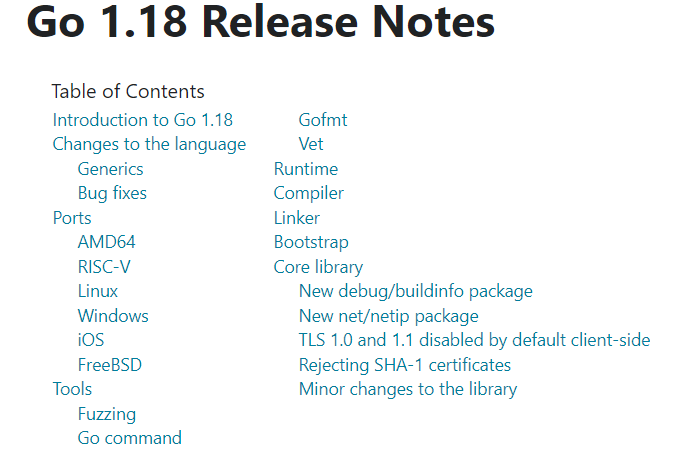 Go 1.18 Release Notes
Table of Contents
Introduction to Go 1.18
Changes to the language
Generics
Bug fixes
Ports
AMD64
RISC-V
Linux
Windows
iOS
FreeBSD
Tools
Fuzzing
Go command
Gofmt
Vet
Runtime
Compiler
Linker
Bootstrap
Core library
New debug/buildinfo package
New net/netip package
TLS 1.0 and 1.1 disabled by default client-side
Rejecting SHA-1 certificates
Minor changes to the library